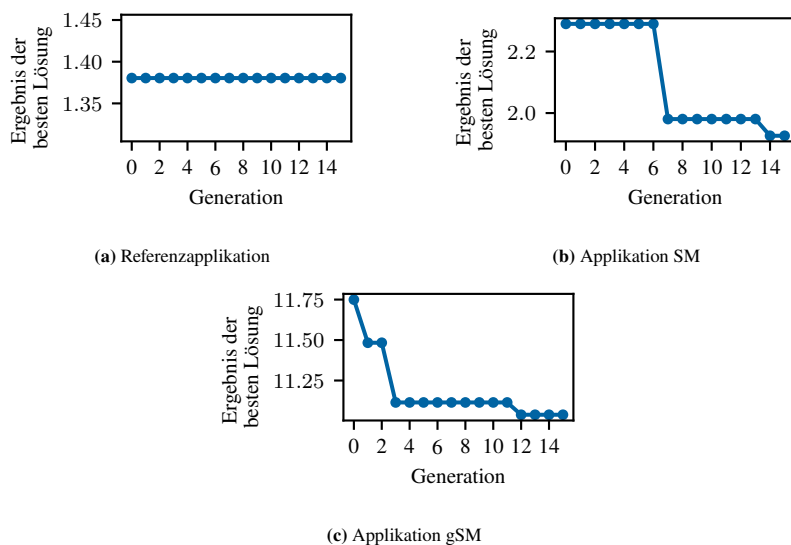 Ergebnis der
besten Lösung
1.45
1.40
1.35
0 2 4 6 8 10 12 14
Generation
(a) Referenzapplikation
Ergebnis der
besten Lösung
2.2
2.0
0 2 4 6 8 10 12 14
Generation
(b) Applikation SM
Ergebnis der
besten Lösung
11.75
11.50
11.25
0 2 4 6 8 10 12 14
Generation
(c) Applikation gSM